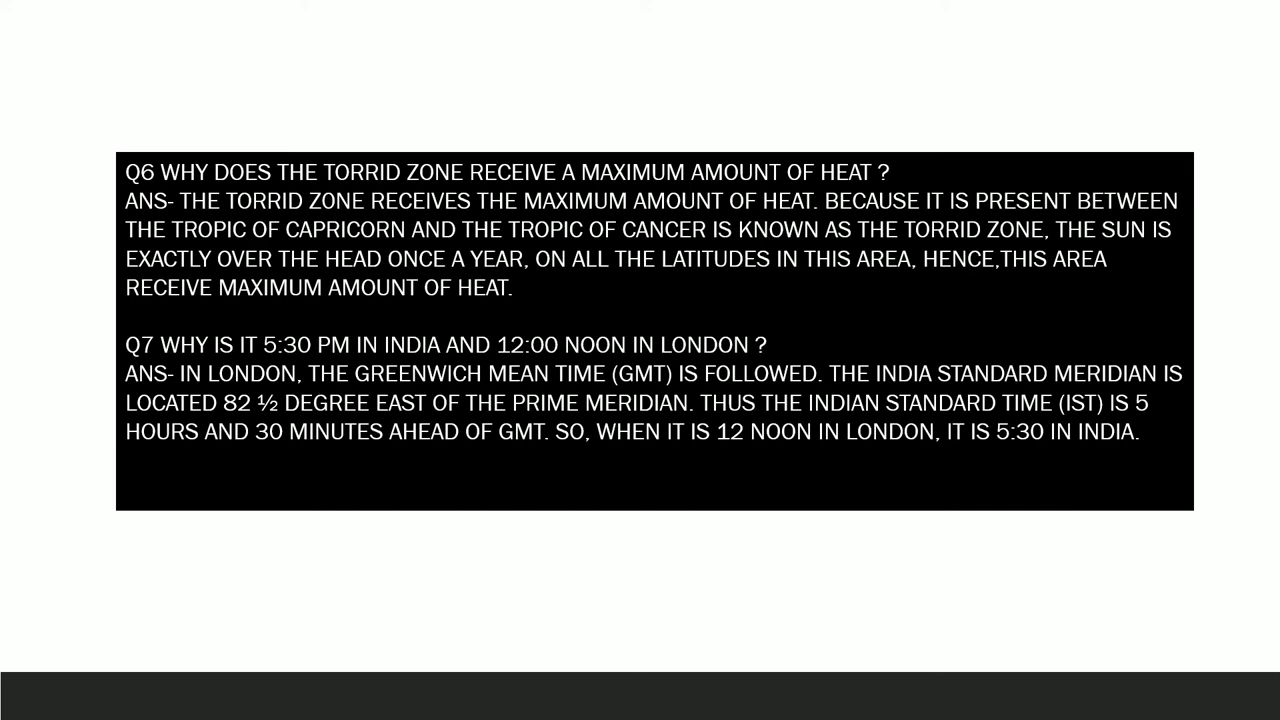 Q6 WHY DOES THE TORRID ZONE RECEIVE A MAXIMUM AMOUNT OF HEAT ?
ANS- THE TORRID ZONE RECEIVES THE MAXIMUM AMOUNT OF HEAT. BECAUSE IT IS PRESENT BETWEEN
THE TROPIC OF CAPRICORN AND THE TROPIC OF CANCER IS KNOWN AS THE TORRID ZONE, THE SUN IS
EXACTLY OVER THE HEAD ONCE A YEAR, ON ALL THE LATITUDES IN THIS AREA, HENCE,THIS AREA
RECEIVE MAXIMUM AMOUNT OF HEAT.
Q7 WHY IS IT 5:30 PM IN INDIA AND 12:00 NOON IN LONDON ?
ANS- IN LONDON, THE GREENWICH MEAN TIME (GMT) IS FOLLOWED. THE INDIA STANDARD MERIDIAN IS
LOCATED 82 ½ DEGREE EAST OF THE PRIME MERIDIAN. THUS THE INDIAN STANDARD TIME (IST) IS 5
HOURS AND 30 MINUTES AHEAD OF GMT. SO, WHEN IT IS 12 NOON IN LONDON, IT IS 5:30 IN INDIA.